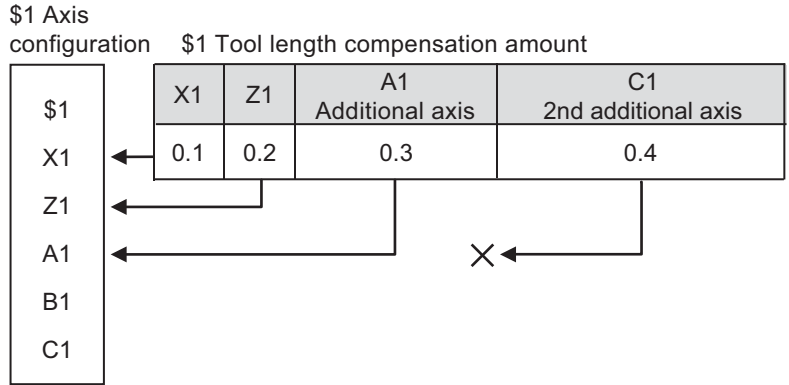 $1 Axis
configuration
$1 Tool length compensation amount
$1
X1
Z1
A1
B1
C1
X1 Z1 A1 C1
Additional axis 2nd additional axis
0.1 0.2 0.3 0.4